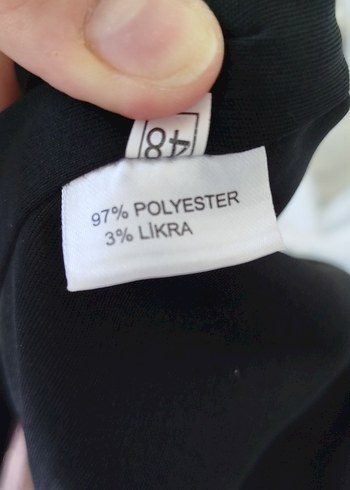 48
97% POLYESTER
3% LİKRA